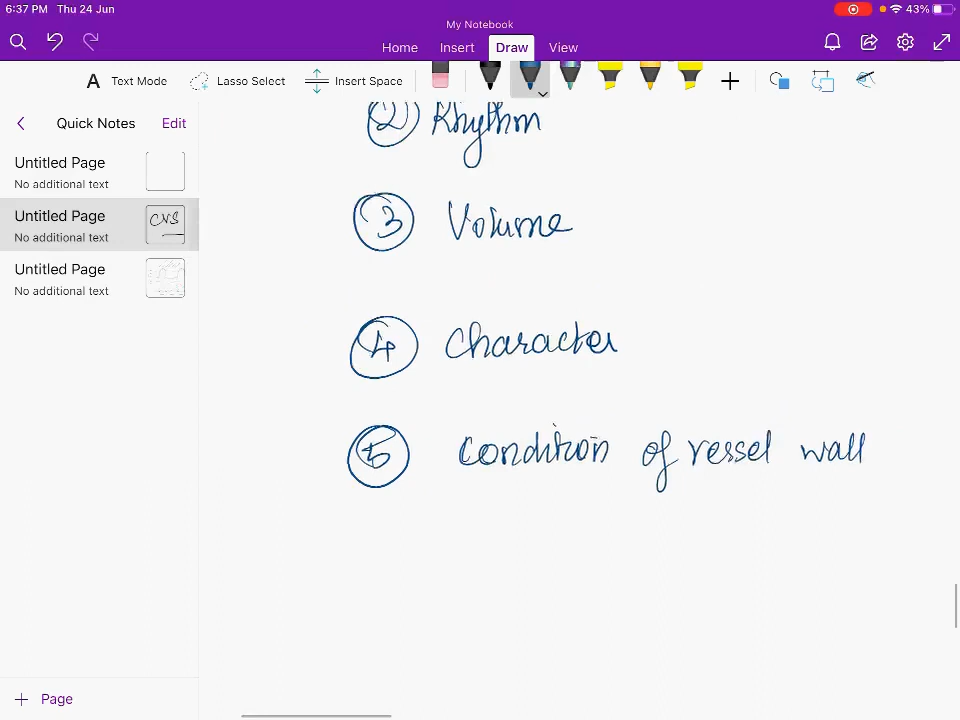 6:37 PM Thu 24 Jun
43%
My Notebook
Home Insert Draw View
Text Mode Lasso Select Insert Space
Quick Notes Edit
Untitled Page
No additional text
Untitled Page
No additional text
CNS
Untitled Page
No additional text
Page
2 Rhythm
3 Volume
4 Character
5 Condition of vessel wall